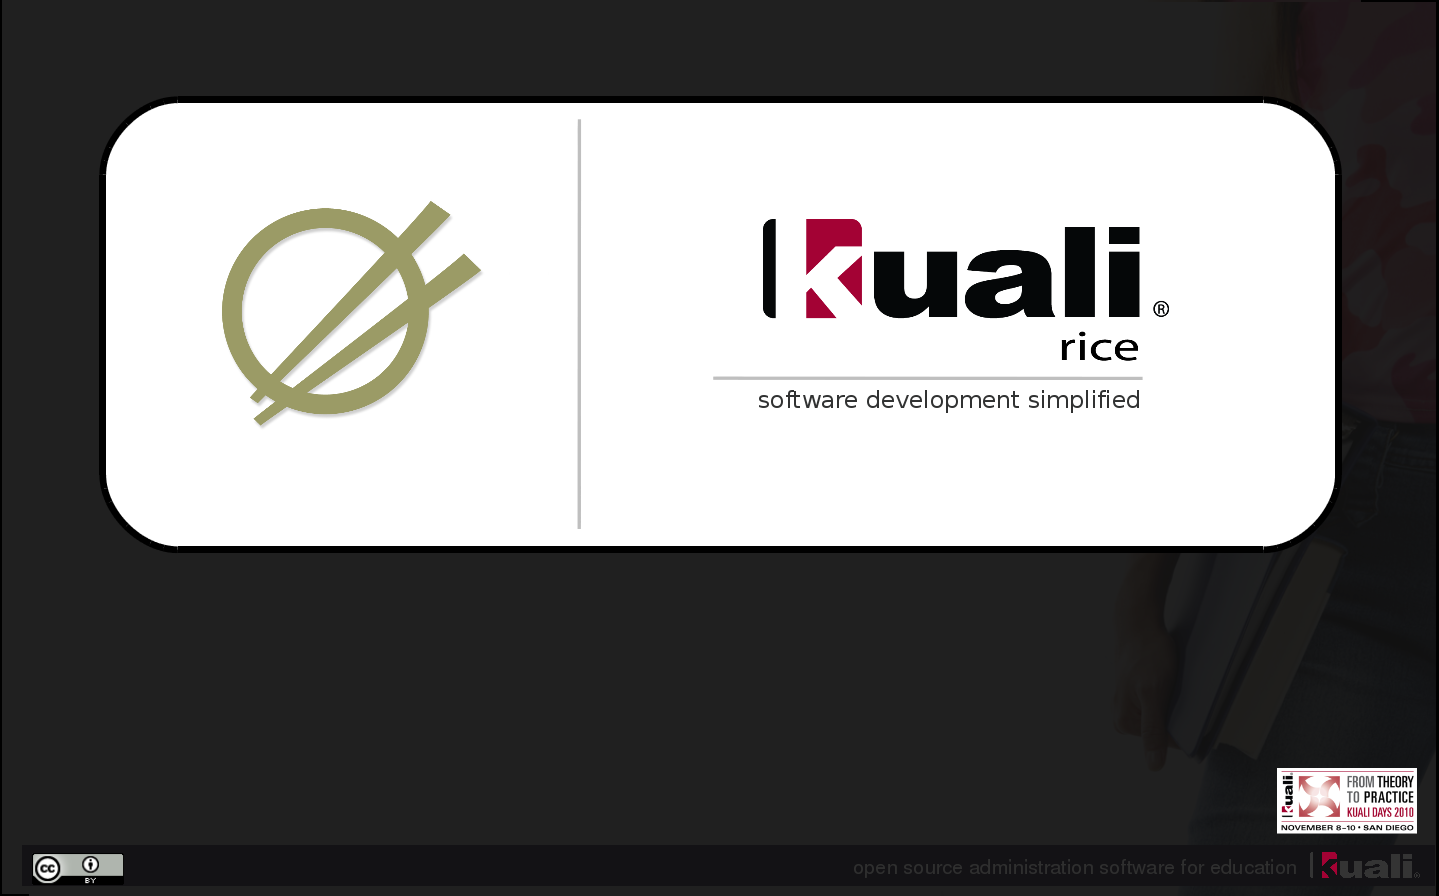 kuali®
rice
software development simplified
kuali
FROM THEORY
TO PRACTICE
KUALI DAYS 2010
NOVEMBER 8-10 • SAN DIEGO
cc
BY
open source administration software for education
kuali®